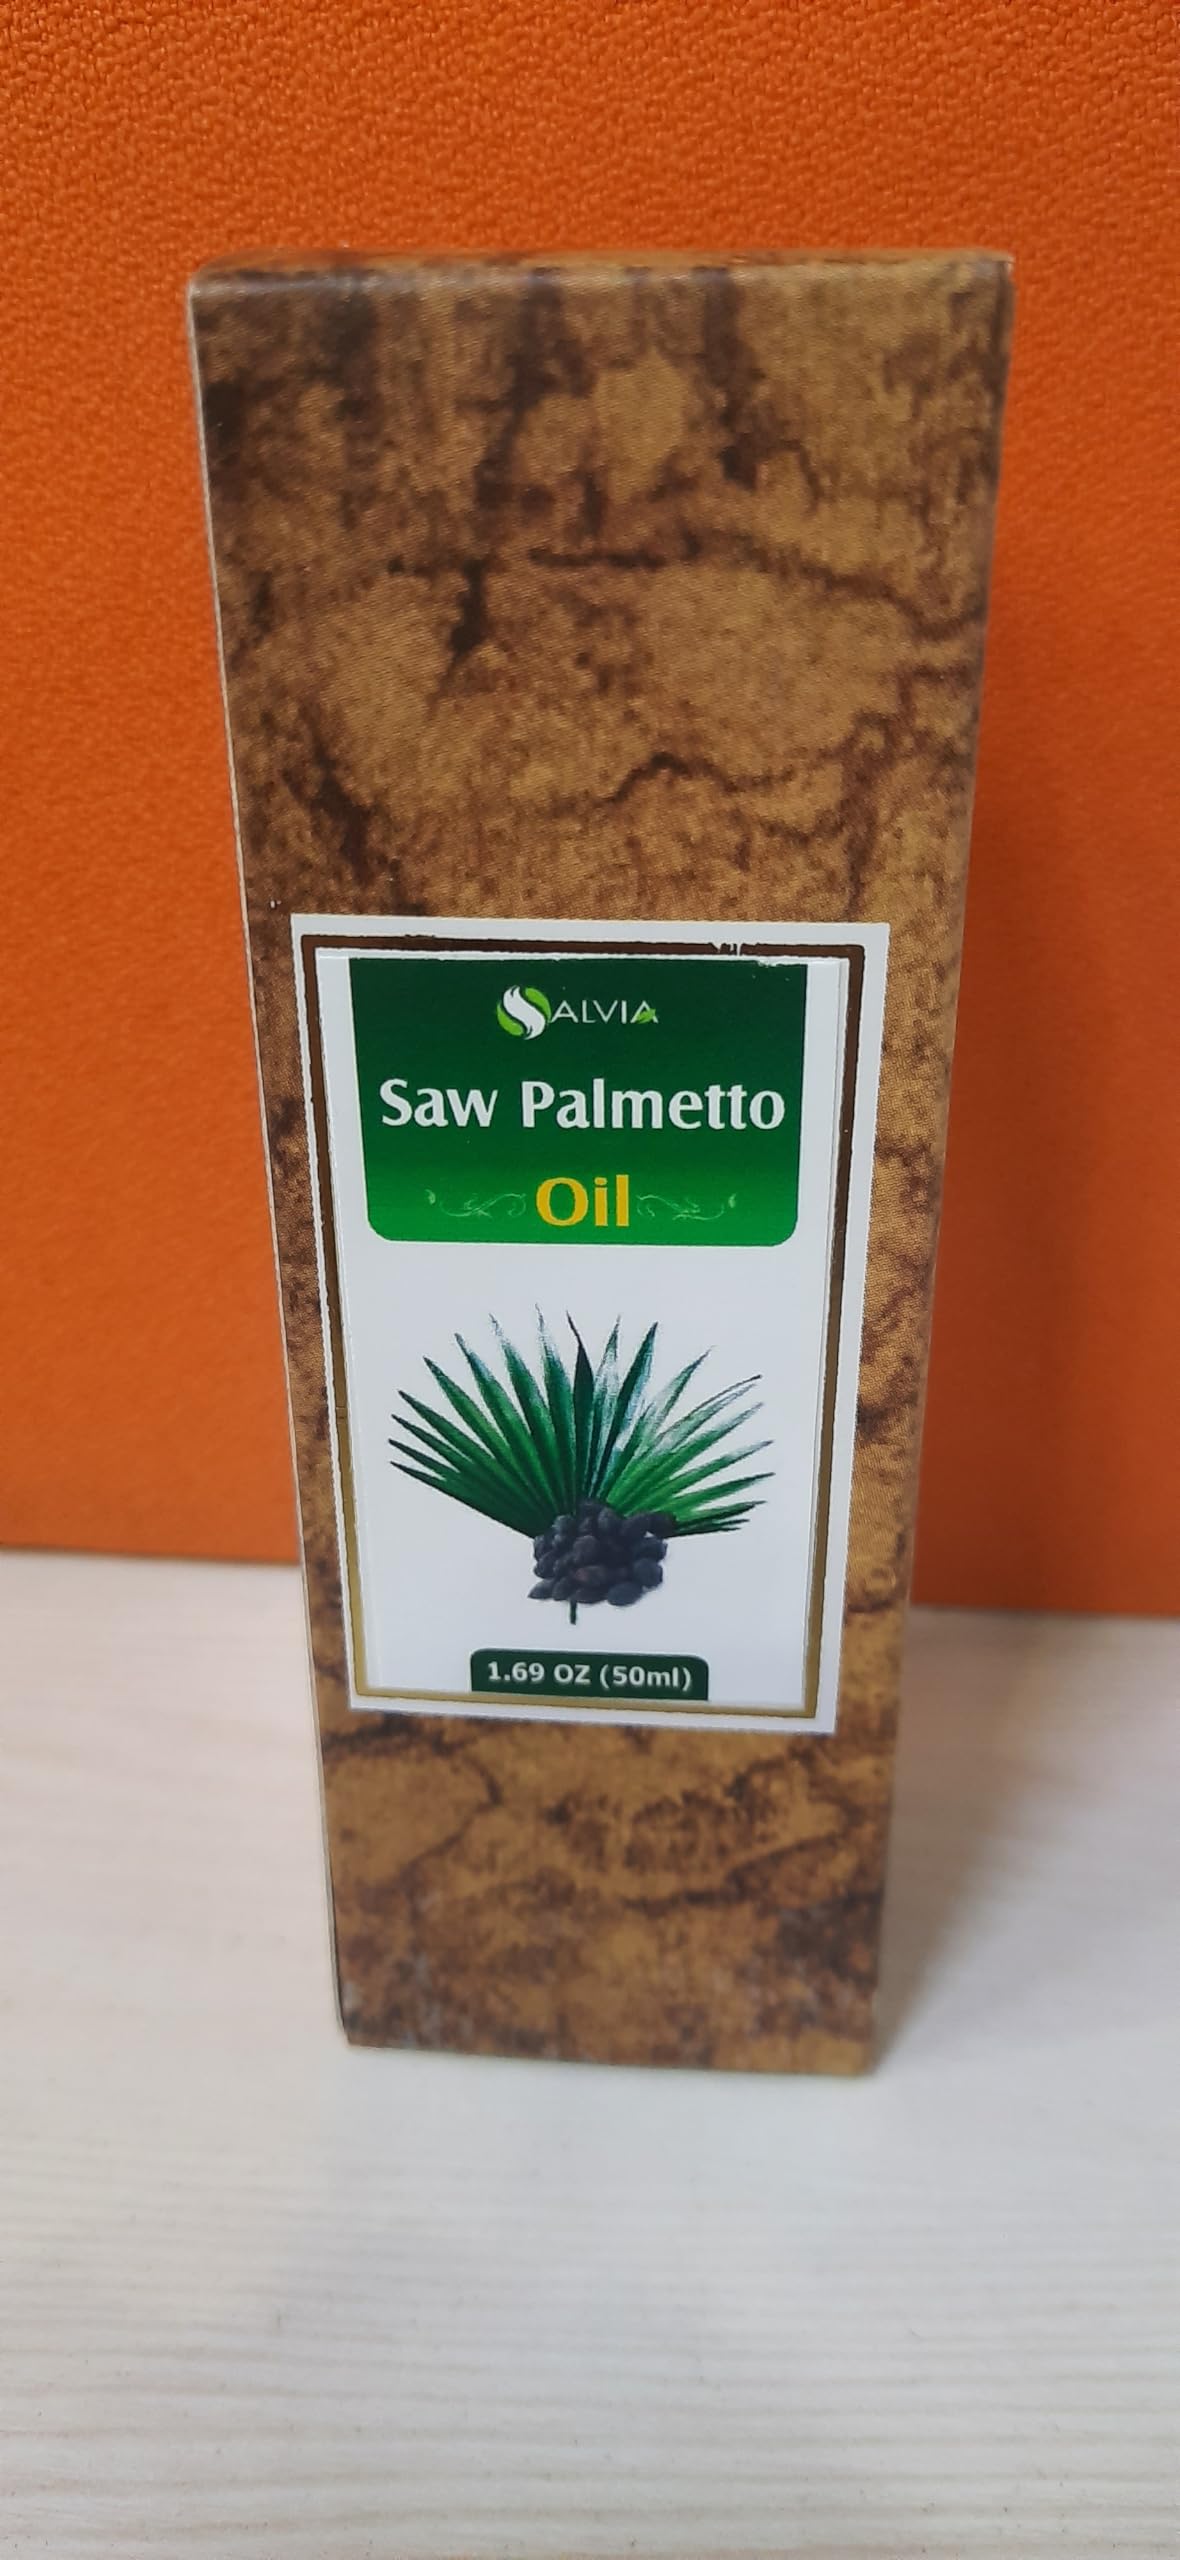 SALVIA
Saw Palmetto
Oil
1.69 OZ (50ml)